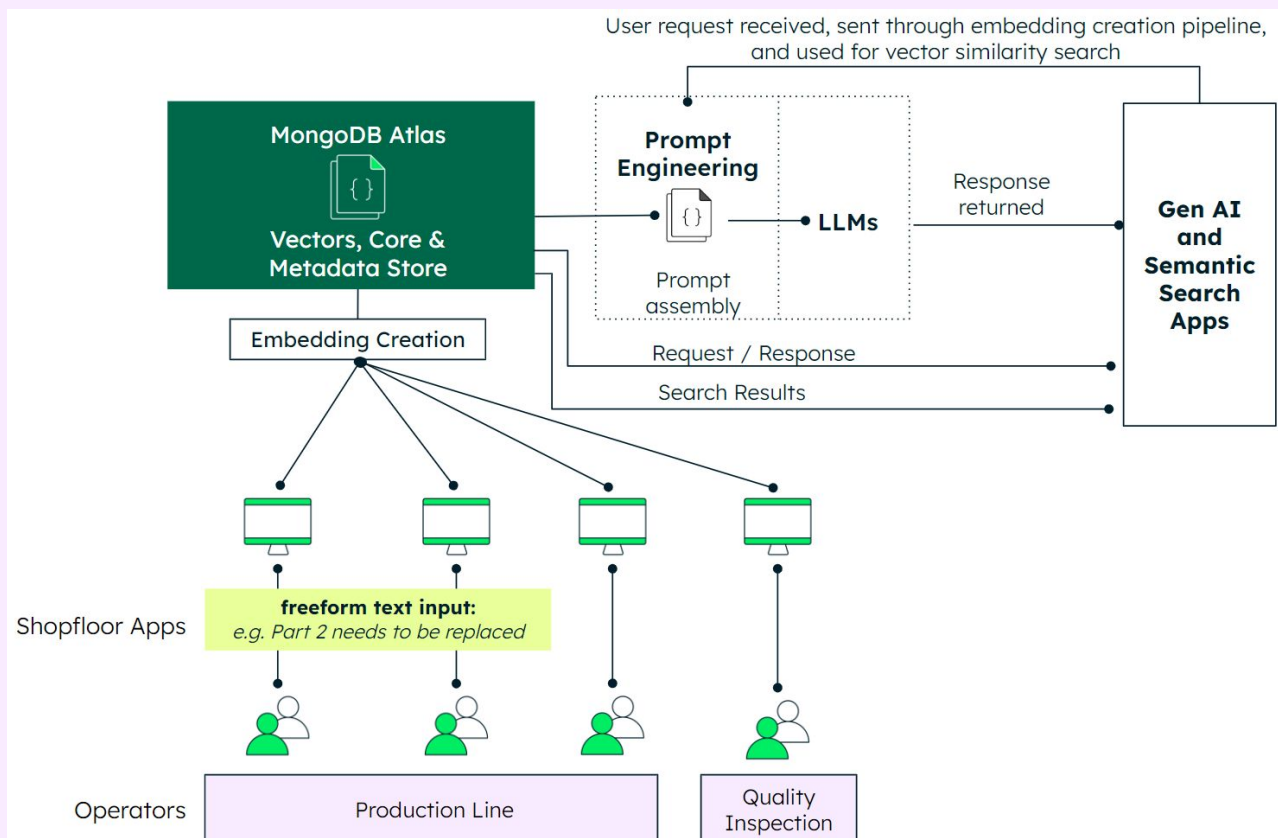 User request received, sent through embedding creation pipeline,
and used for vector similarity search
MongoDB Atlas
{}
Vectors, Core &
Metadata Store
Prompt
Engineering
{}
Prompt
assembly
LLMs
Response
returned
Gen AI
and
Semantic
Search
Apps
Embedding Creation
Request / Response
Search Results
Shopfloor Apps
freeform text input:
e.g. Part 2 needs to be replaced
Operators
Production Line
Quality
Inspection